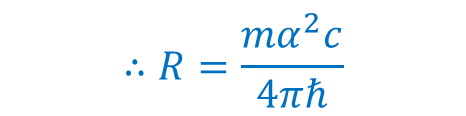 ∴ R = mα²c / 4πħ